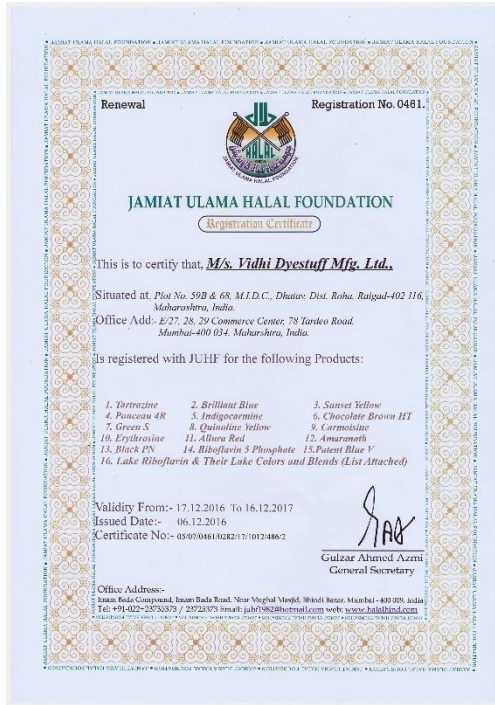 Renewal
Registration No. 0461.
HALAL
JAMIAT ULAMA HALAL FOUNDATION
JAMIAT ULAMA HALAL FOUNDATION
Registration Certificate
This is to certify that, M/s. Vidhi Dyestuff Mfg. Ltd.,
Situated at, Plot No. 59B & 68, M.I.D.C., Dhatav, Dist. Roha, Raigad-402 116,
Maharashtra, India.
Office Add:- E/27, 28, 29 Commerce Center, 78 Tardeo Road,
Mumbai-400 034, Maharshtra, India.
Is registered with JUHF for the following Products:
1. Tartrazine 2. Brilliant Blue 3. Sunset Yellow
4. Ponceau 4R 5. Indigocarmine 6. Chocolate Brown HT
7. Green S 8. Quinoline Yellow 9. Carmoisine
10. Erythrosine 11. Allura Red 12. Amaranath
13. Black PN 14. Riboflavin 5 Phosphate 15.Patent Blue V
16. Lake Riboflavin & Their Lake Colors and Blends (List Attached)
Validity From:- 17.12.2016 To 16.12.2017
Issued Date:- 06.12.2016
Certificate No:- 05/07/0461/0282/17/1012/486/2
Gulzar Ahmed Azmi
General Secretary
Office Address:-
Imam Bada Compound, Imam Bada Road, Near Moghal Masjid, Bhindi Bazar, Mumbai - 400 009, India
Tel: +91-022-23735373 / 23725373 Email: juhf1982@hotmail.com web: www.halalhind.com